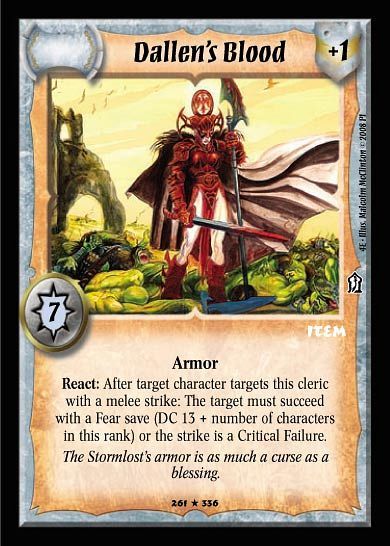 Dallen's Blood
+1
4E • Illus. Malcolm McClinton © 2008 PI
7
ITEM
Armor
React: After target character targets this cleric
with a melee strike: The target must succeed
with a Fear save (DC 13 + number of characters
in this rank) or the strike is a Critical Failure.
The Stormlost's armor is as much a curse as a
blessing.
261 ★ 336